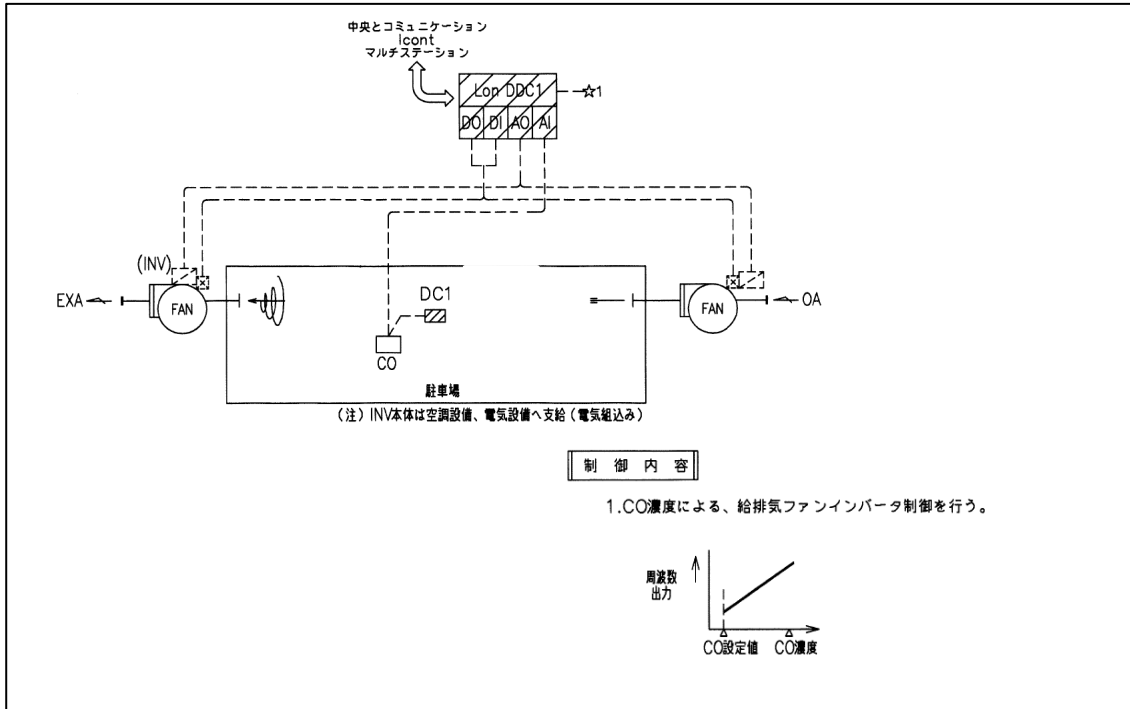 中央とコミュニケーション
icont
マルチステーション
Lon DDC1
☆1
DO DI AO AI
(INV)
EXA
FAN
DC1
CO
FAN
OA
駐車場
(注) INV本体は空調設備、電気設備へ支給(電気組込み)
制御内容
1.CO濃度による、給排気ファンインバータ制御を行う。
周波数
出力
CO設定値 CO濃度